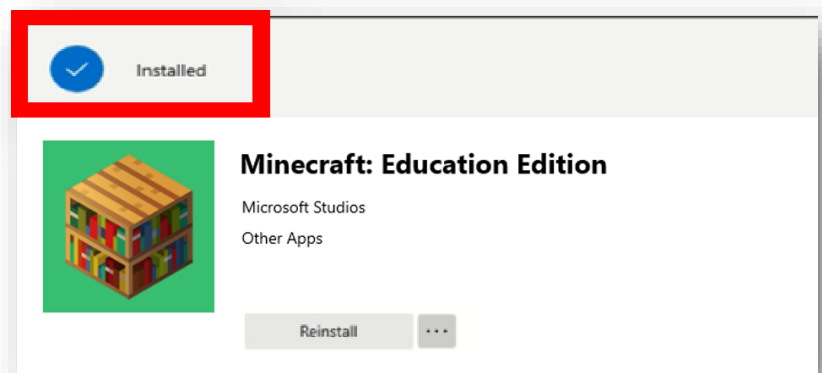 Installed
Minecraft: Education Edition
Microsoft Studios
Other Apps
Reinstall